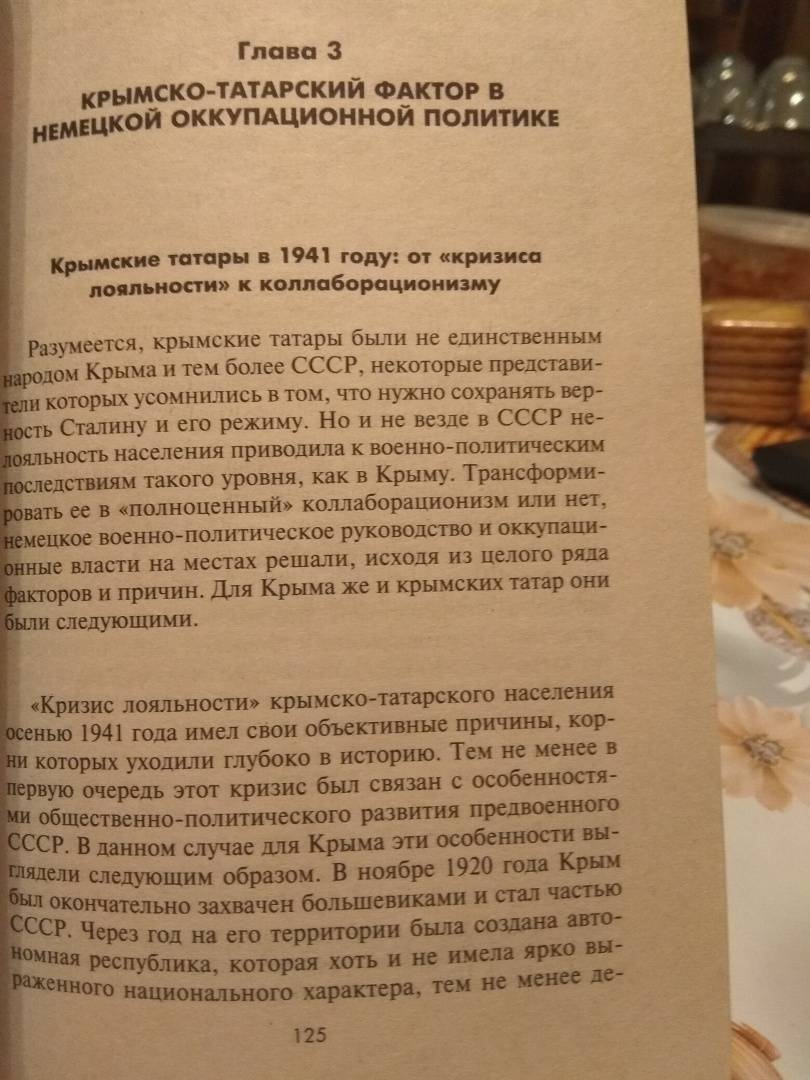 Глава 3
КРЫМСКО-ТАТАРСКИЙ ФАКТОР В
НЕМЕЦКОЙ ОККУПАЦИОННОЙ ПОЛИТИКЕ
Крымские татары в 1941 году: от «кризиса
лояльности» к коллаборационизму
Разумеется, крымские татары были не единственным
народом Крыма и тем более СССР, некоторые представи-
тели которых усомнились в том, что нужно сохранять вер-
ность Сталину и его режиму. Но и не везде в СССР не-
лояльность населения приводила к военно-политическим
последствиям такого уровня, как в Крыму. Трансформи-
ровать ее в «полноценный» коллаборационизм или нет,
немецкое военно-политическое руководство и оккупаци-
онные власти на местах решали, исходя из целого ряда
факторов и причин. Для Крыма же и крымских татар они
были следующими.
«Кризис лояльности» крымско-татарского населения
осенью 1941 года имел свои объективные причины, кор-
ни которых уходили глубоко в историю. Тем не менее в
первую очередь этот кризис был связан с особенностя-
ми общественно-политического развития предвоенного
СССР. В данном случае для Крыма эти особенности вы-
глядели следующим образом. В ноябре 1920 года Крым
был окончательно захвачен большевиками и стал частью
СССР. Через год на его территории была создана авто-
номная республика, которая хоть и не имела ярко вы-
раженного национального характера, тем не менее де-
125